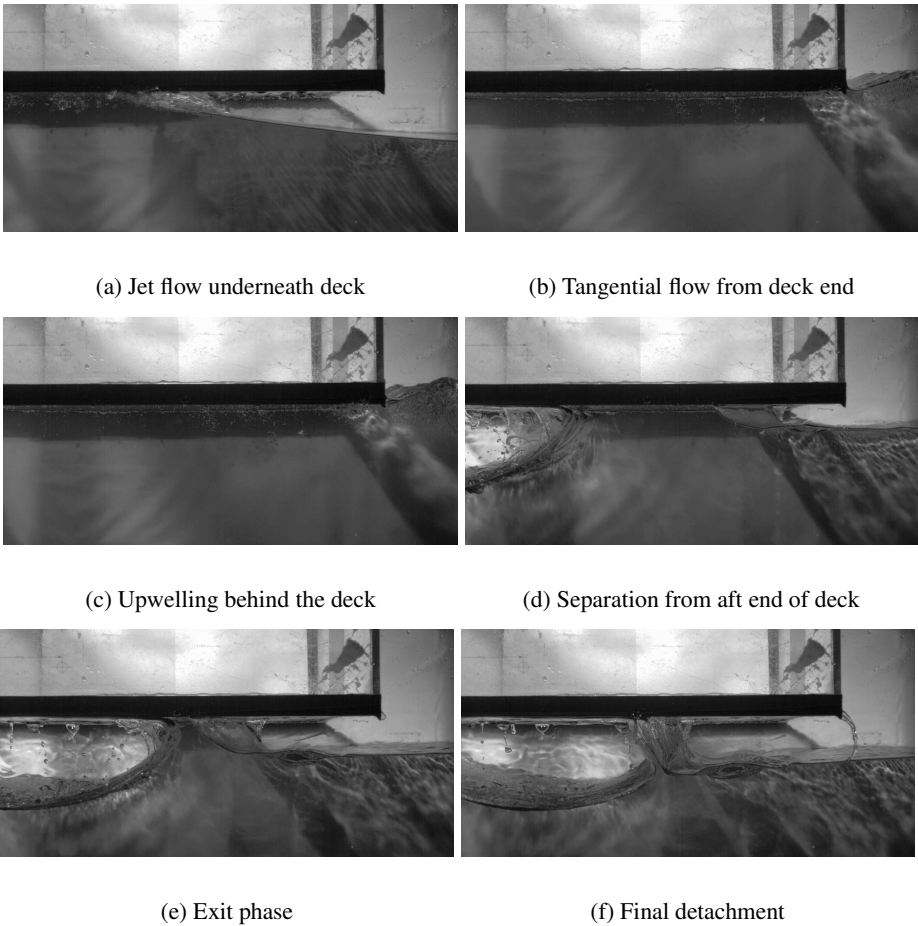 (a) Jet flow underneath deck
(b) Tangential flow from deck end
(c) Upwelling behind the deck
(d) Separation from aft end of deck
(e) Exit phase
(f) Final detachment